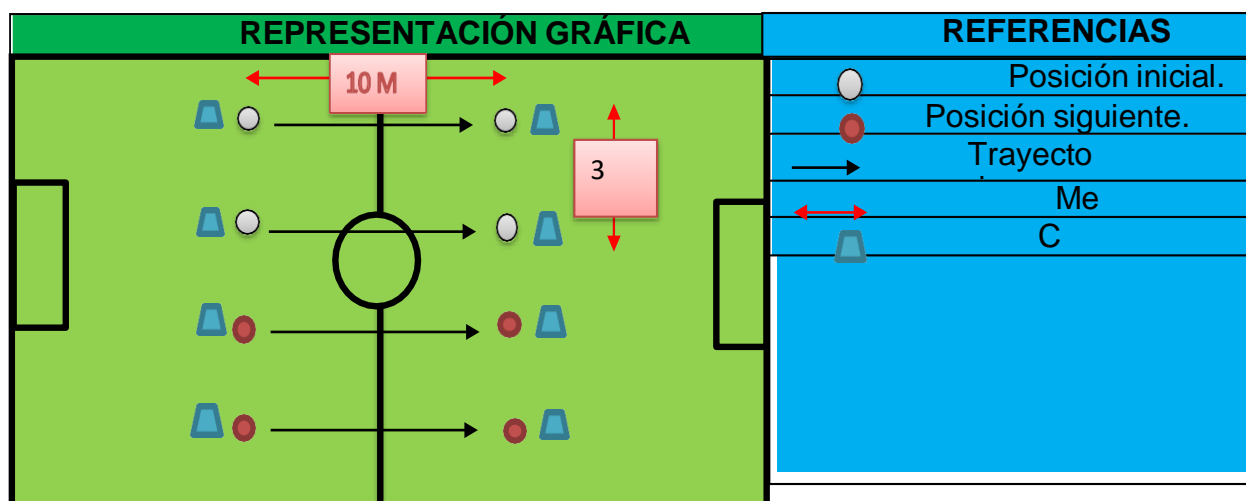 REPRESENTACIÓN GRÁFICA
10 M
3
REFERENCIAS
Posición inicial.
Posición siguiente.
Trayecto
Me
C